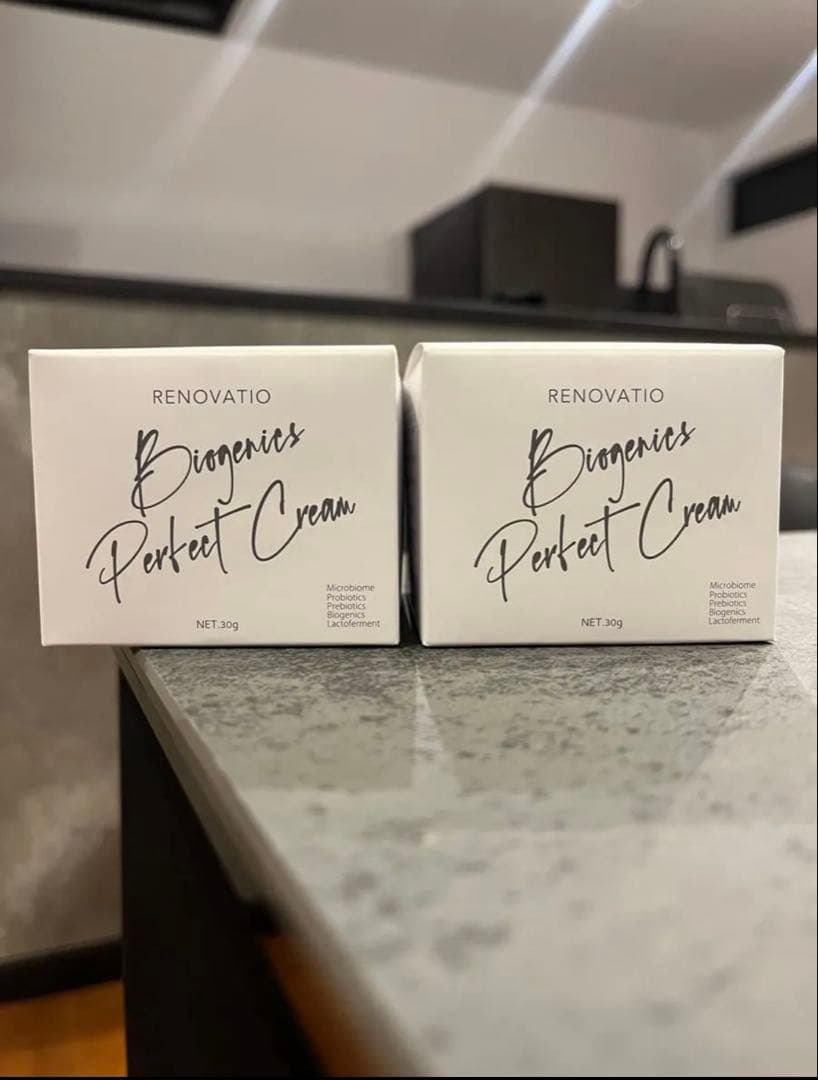 RENOVATIO
Biogenics
Perfect Cream
Microbiome
Probiotics
Prebiotics
Biogenics
Lactoferment
NET.30g
RENOVATIO
Biogenics
Perfect Cream
Microbiome
Probiotics
Prebiotics
Biogenics
Lactoferment
NET.30g